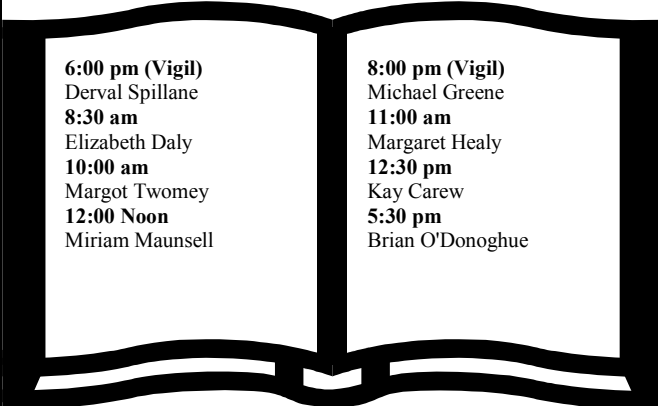 6:00 pm (Vigil)
Derval Spillane
8:30 am
Elizabeth Daly
10:00 am
Margot Twomey
12:00 Noon
Miriam Maunsell
8:00 pm (Vigil)
Michael Greene
11:00 am
Margaret Healy
12:30 pm
Kay Carew
5:30 pm
Brian O'Donoghue